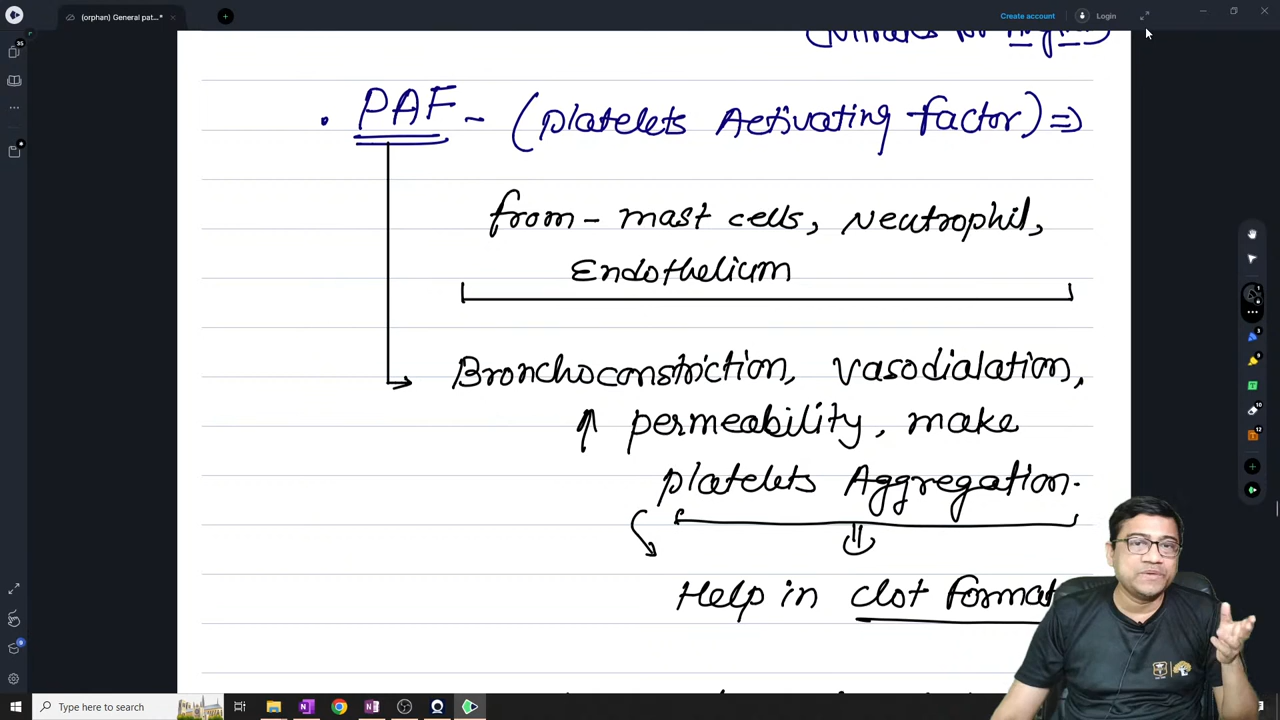 (orphan) General pat...*
Create account
Login
35
. PAF - (Platelets Activating factor) ⇒
from - mast cells, Neutrophil,
Endothelium
Bronchoconstriction, Vasodialation,
↑ permeability, make
platelets Aggregation.
Help in clot format
Type here to search